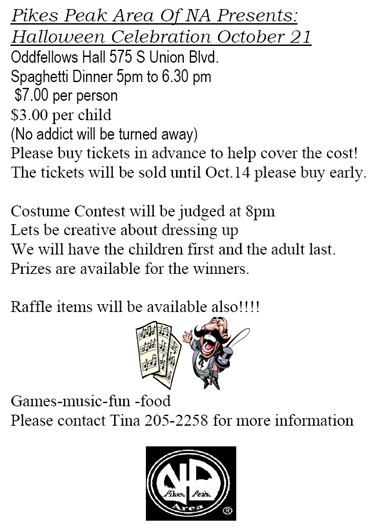 Pikes Peak Area Of NA Presents:
Halloween Celebration October 21
Oddfellows Hall 575 S Union Blvd.
Spaghetti Dinner 5pm to 6.30 pm
$7.00 per person
$3.00 per child
(No addict will be turned away)
Please buy tickets in advance to help cover the cost!
The tickets will be sold until Oct.14 please buy early.
Costume Contest will be judged at 8pm
Lets be creative about dressing up
We will have the children first and the adult last.
Prizes are available for the winners.
Raffle items will be available also!!!!
Games-music-fun -food
Please contact Tina 205-2258 for more information
NA
Pikes Peak
Area
®